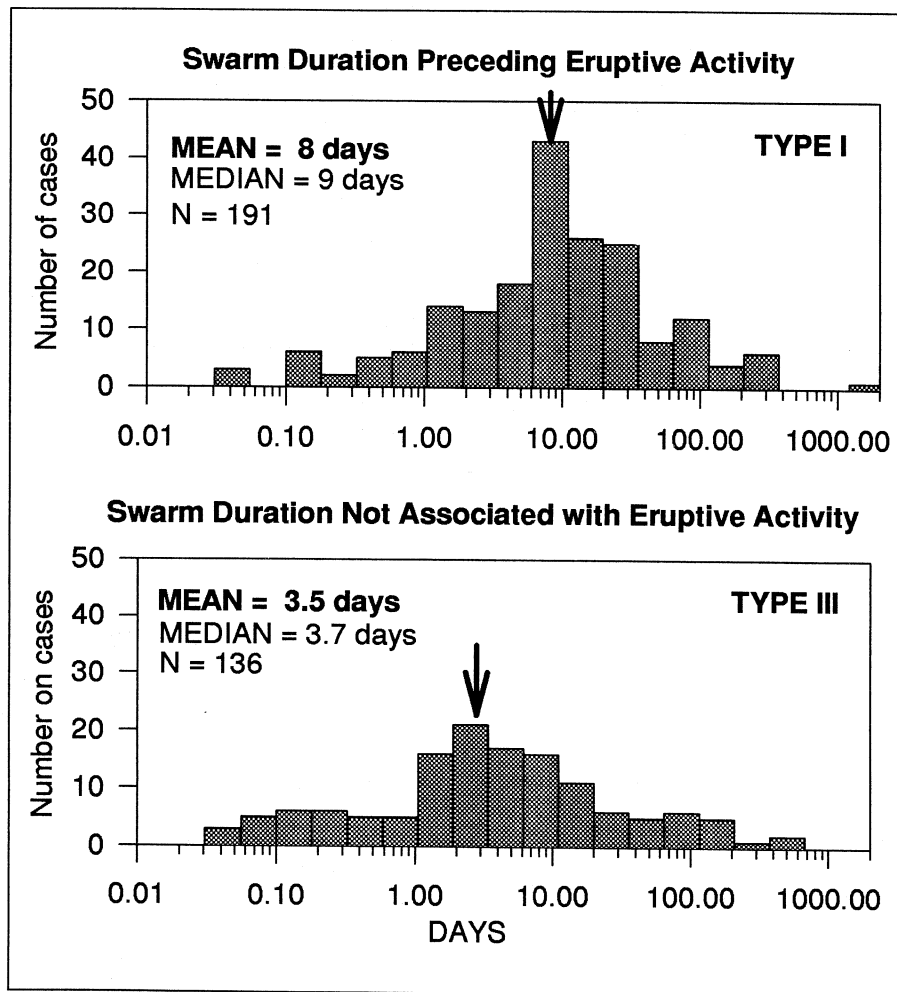 Swarm Duration Preceding Eruptive Activity
50
40
30
20
10
0
Number of cases
MEAN = 8 days
MEDIAN = 9 days
N = 191
TYPE I
0.01 0.10 1.00 10.00 100.00 1000.00
Swarm Duration Not Associated with Eruptive Activity
50
40
30
20
10
0
Number on cases
MEAN = 3.5 days
MEDIAN = 3.7 days
N = 136
TYPE III
0.01 0.10 1.00 10.00 100.00 1000.00
DAYS